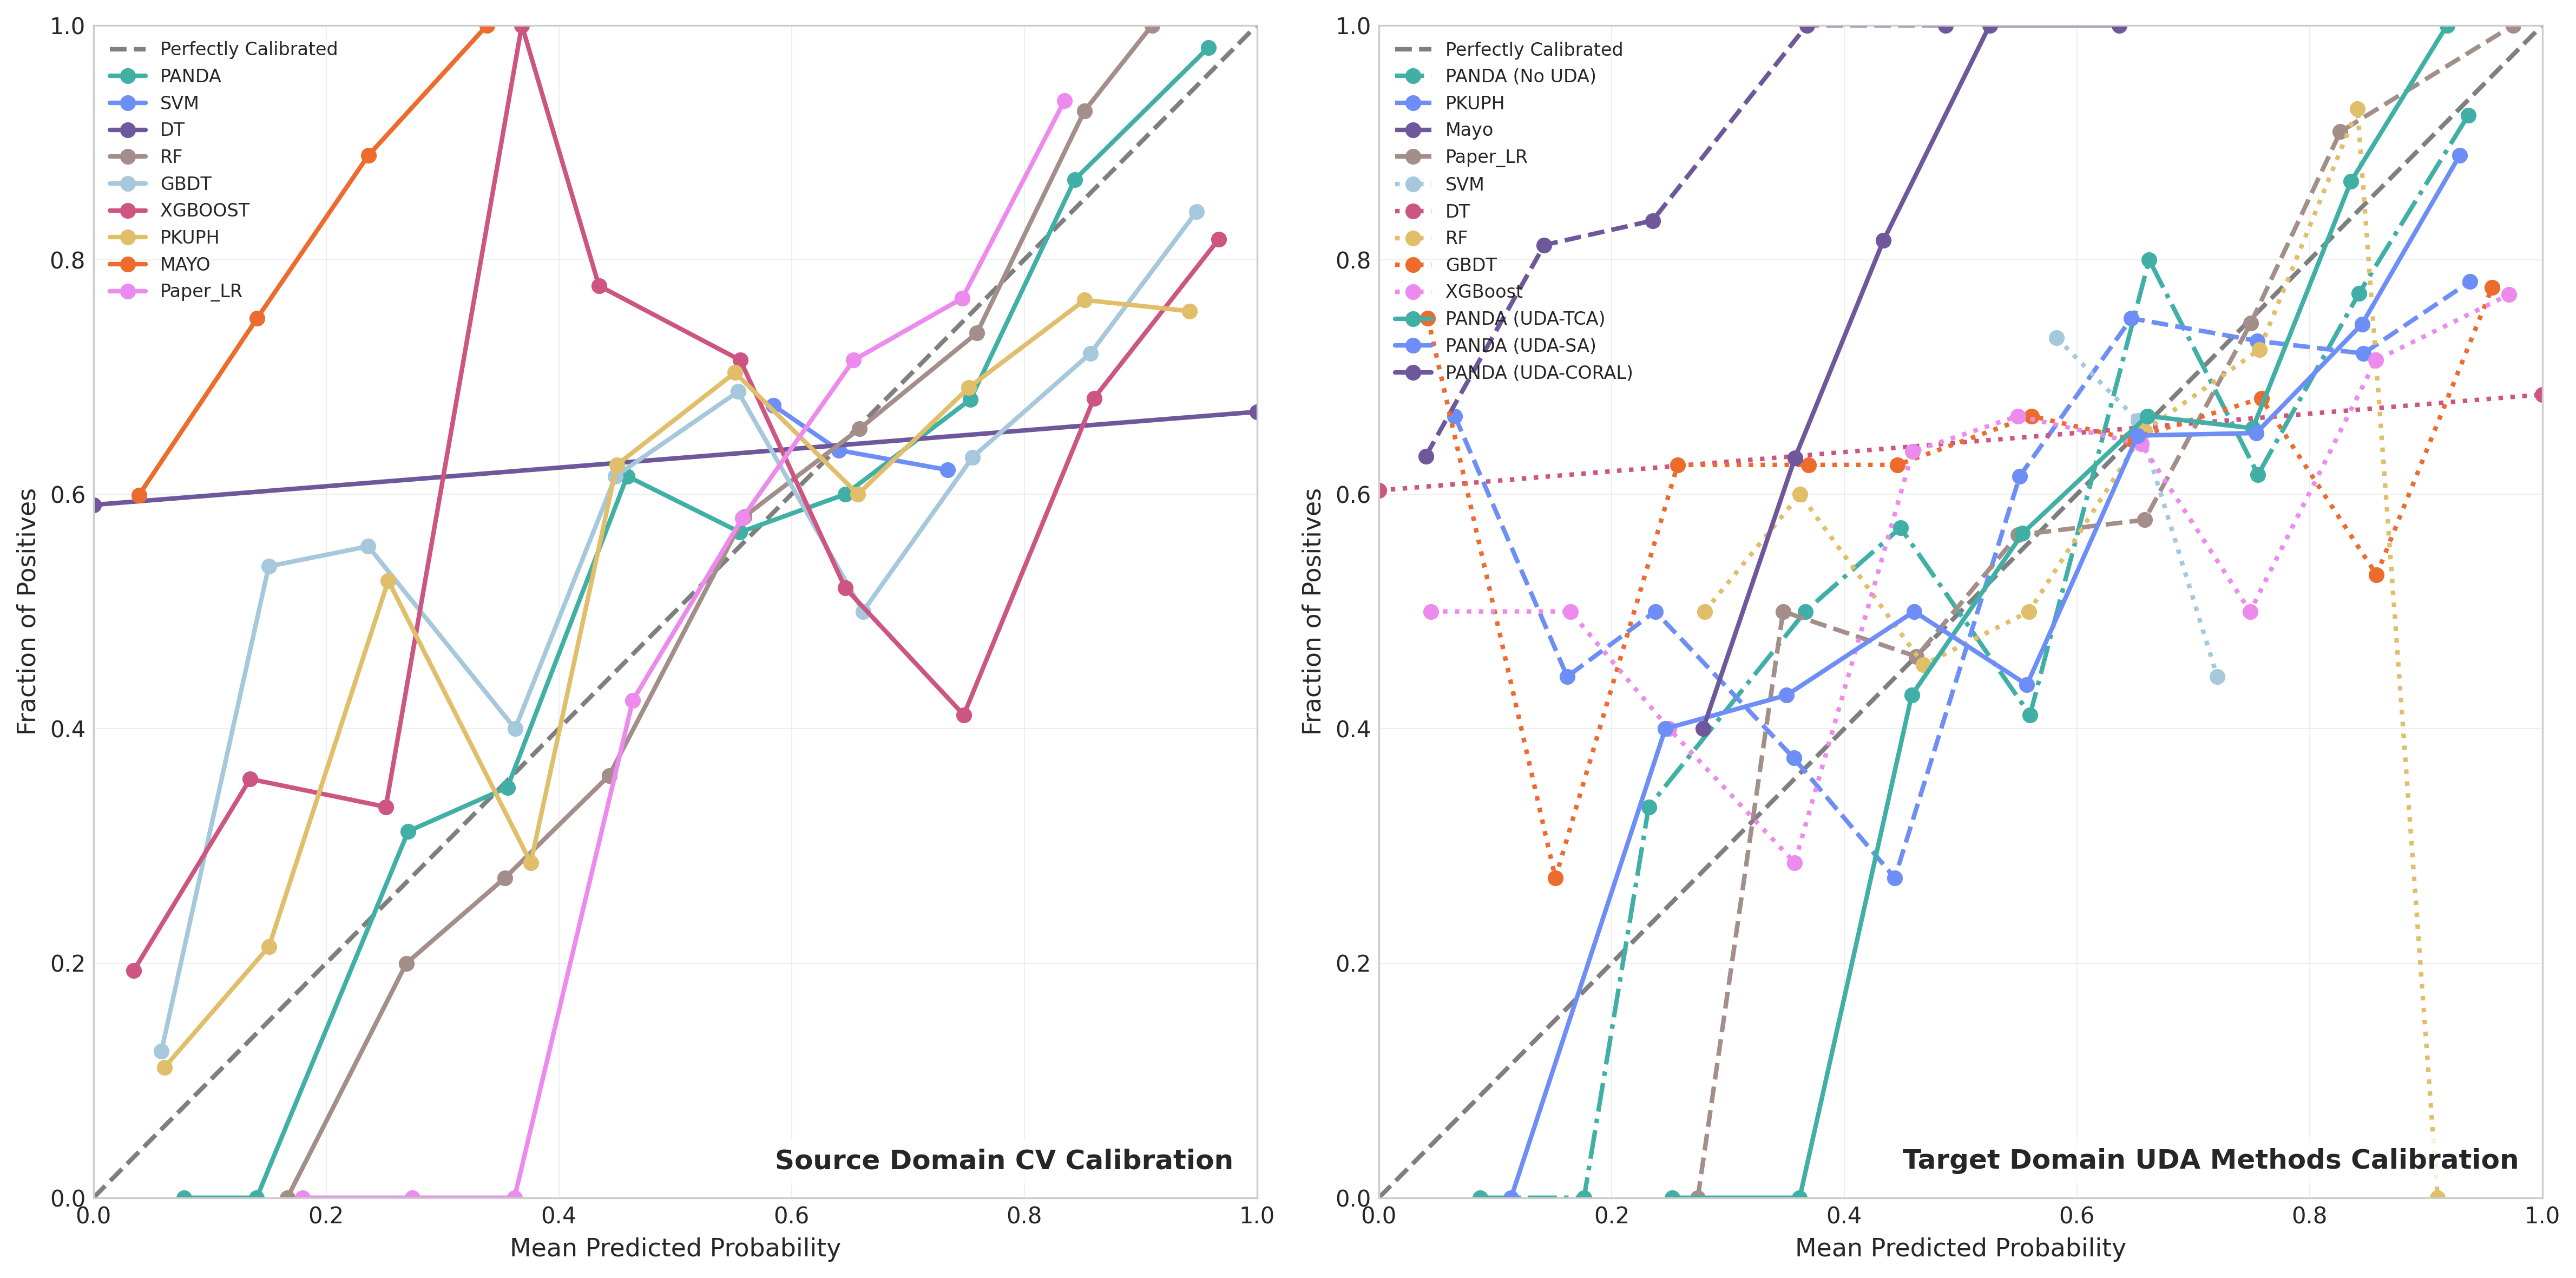 Perfectly Calibrated
PANDA
SVM
DT
RF
GBDT
XGBOOST
PKUPH
MAYO
Paper_LR
1.0
0.8
0.6
0.4
0.2
0.0
Fraction of Positives
0.0 0.2 0.4 0.6 0.8 1.0
Mean Predicted Probability
Source Domain CV Calibration
Perfectly Calibrated
PANDA (No UDA)
PKUPH
Mayo
Paper_LR
SVM
DT
RF
GBDT
XGBoost
PANDA (UDA-TCA)
PANDA (UDA-SA)
PANDA (UDA-CORAL)
1.0
0.8
0.6
0.4
0.2
0.0
Fraction of Positives
0.0 0.2 0.4 0.6 0.8 1.0
Mean Predicted Probability
Target Domain UDA Methods Calibration